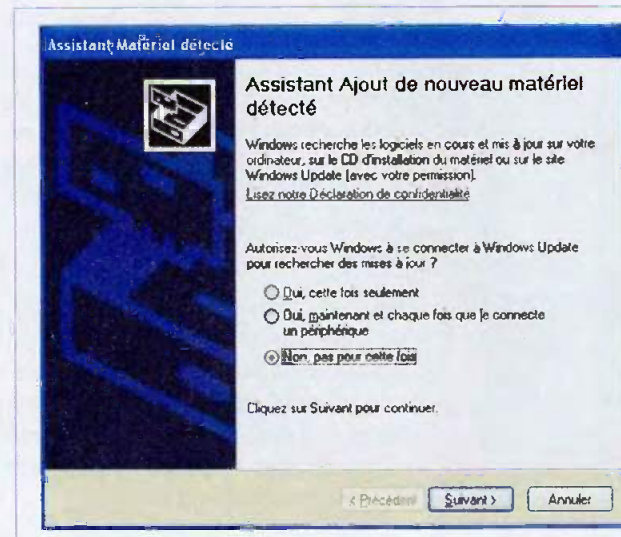 Assistant Matériel détecté
Assistant Ajout de nouveau matériel
détecté
Windows recherche les logiciels en cours et mis à jour sur votre
ordinateur, sur le CD d'installation du matériel ou sur le site
Windows Update (avec votre permission).
Lisez notre Déclaration de confidentialité
Autorisez-vous Windows à se connecter à Windows Update
pour rechercher des mises à jour ?
Oui, cette fois seulement
Oui, maintenant et chaque fois que je connecte
un périphérique
Non, pas pour cette fois
Cliquez sur Suivant pour continuer.
< Précédent
Suivant >
Annuler